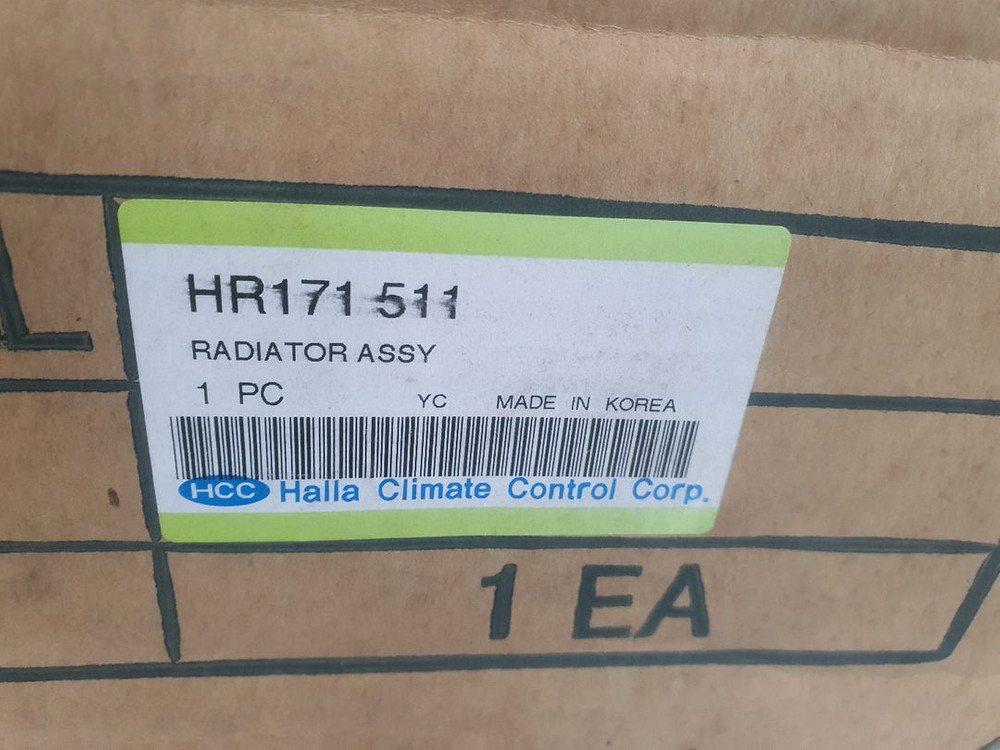 HR171 511
RADIATOR ASSY
1 PC YC MADE IN KOREA
HCC Halla Climate Control Corp.
1 EA